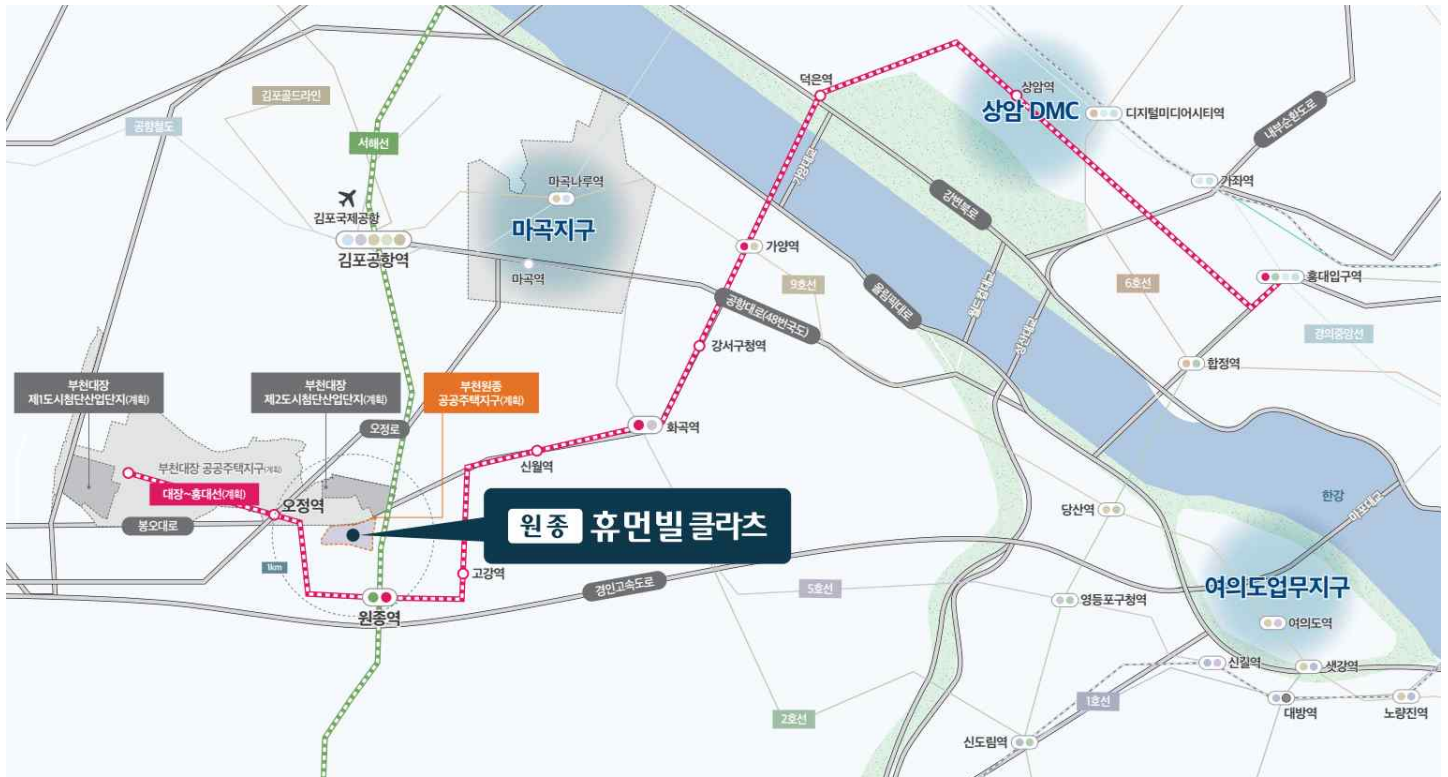 덕은역
상암역
상암 DMC
디지털미디어시티역
내부순환도로
김포골드라인
공항철도
서해선
가양대교
가좌역
마곡나루역
강변북로
김포국제공항
마곡지구
김포공항역
가양역
마곡역
9호선
올림픽대로
월드컵대교
6호선
홍대입구역
공항대로(48번국도)
성산대교
경의중앙선
강서구청역
합정역
부천대장
제1도시첨단산업단지(계획)
부천대장
제2도시첨단산업단지(계획)
부천원종
공공주택지구(계획)
오정로
화곡역
신월역
부천대장 공공주택지구(계획)
대장~홍대선(계획)
오정역
봉오대로
원종 휴먼빌 클라츠
한강
마포대교
당산역
1km
고강역
경인고속도로
5호선
여의도업무지구
영등포구청역
원종역
여의도역
신길역
샛강역
1호선
2호선
대방역
노량진역
신도림역